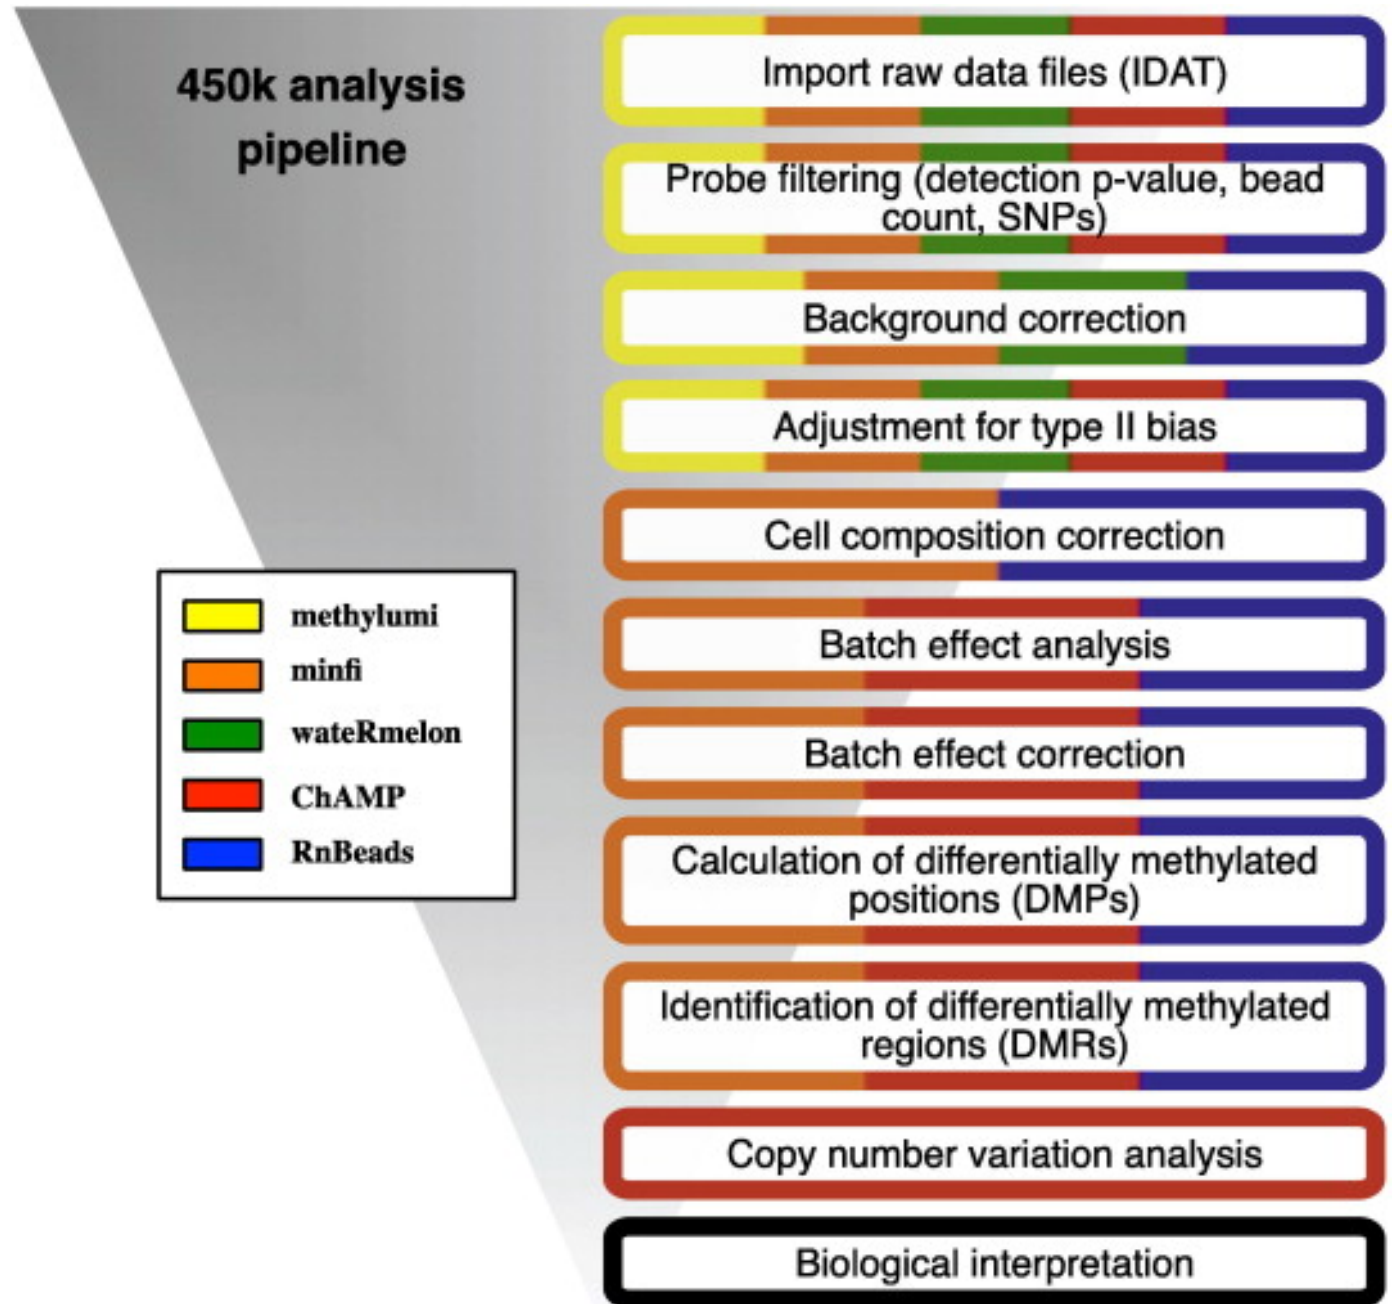 450k analysis
pipeline
Import raw data files (IDAT)
Probe filtering (detection p-value, bead
count, SNPs)
Background correction
Adjustment for type II bias
Cell composition correction
Batch effect analysis
Batch effect correction
Calculation of differentially methylated
positions (DMPs)
Identification of differentially methylated
regions (DMRs)
Copy number variation analysis
Biological interpretation
methylumi
minfi
wateRmelon
ChAMP
RnBeads